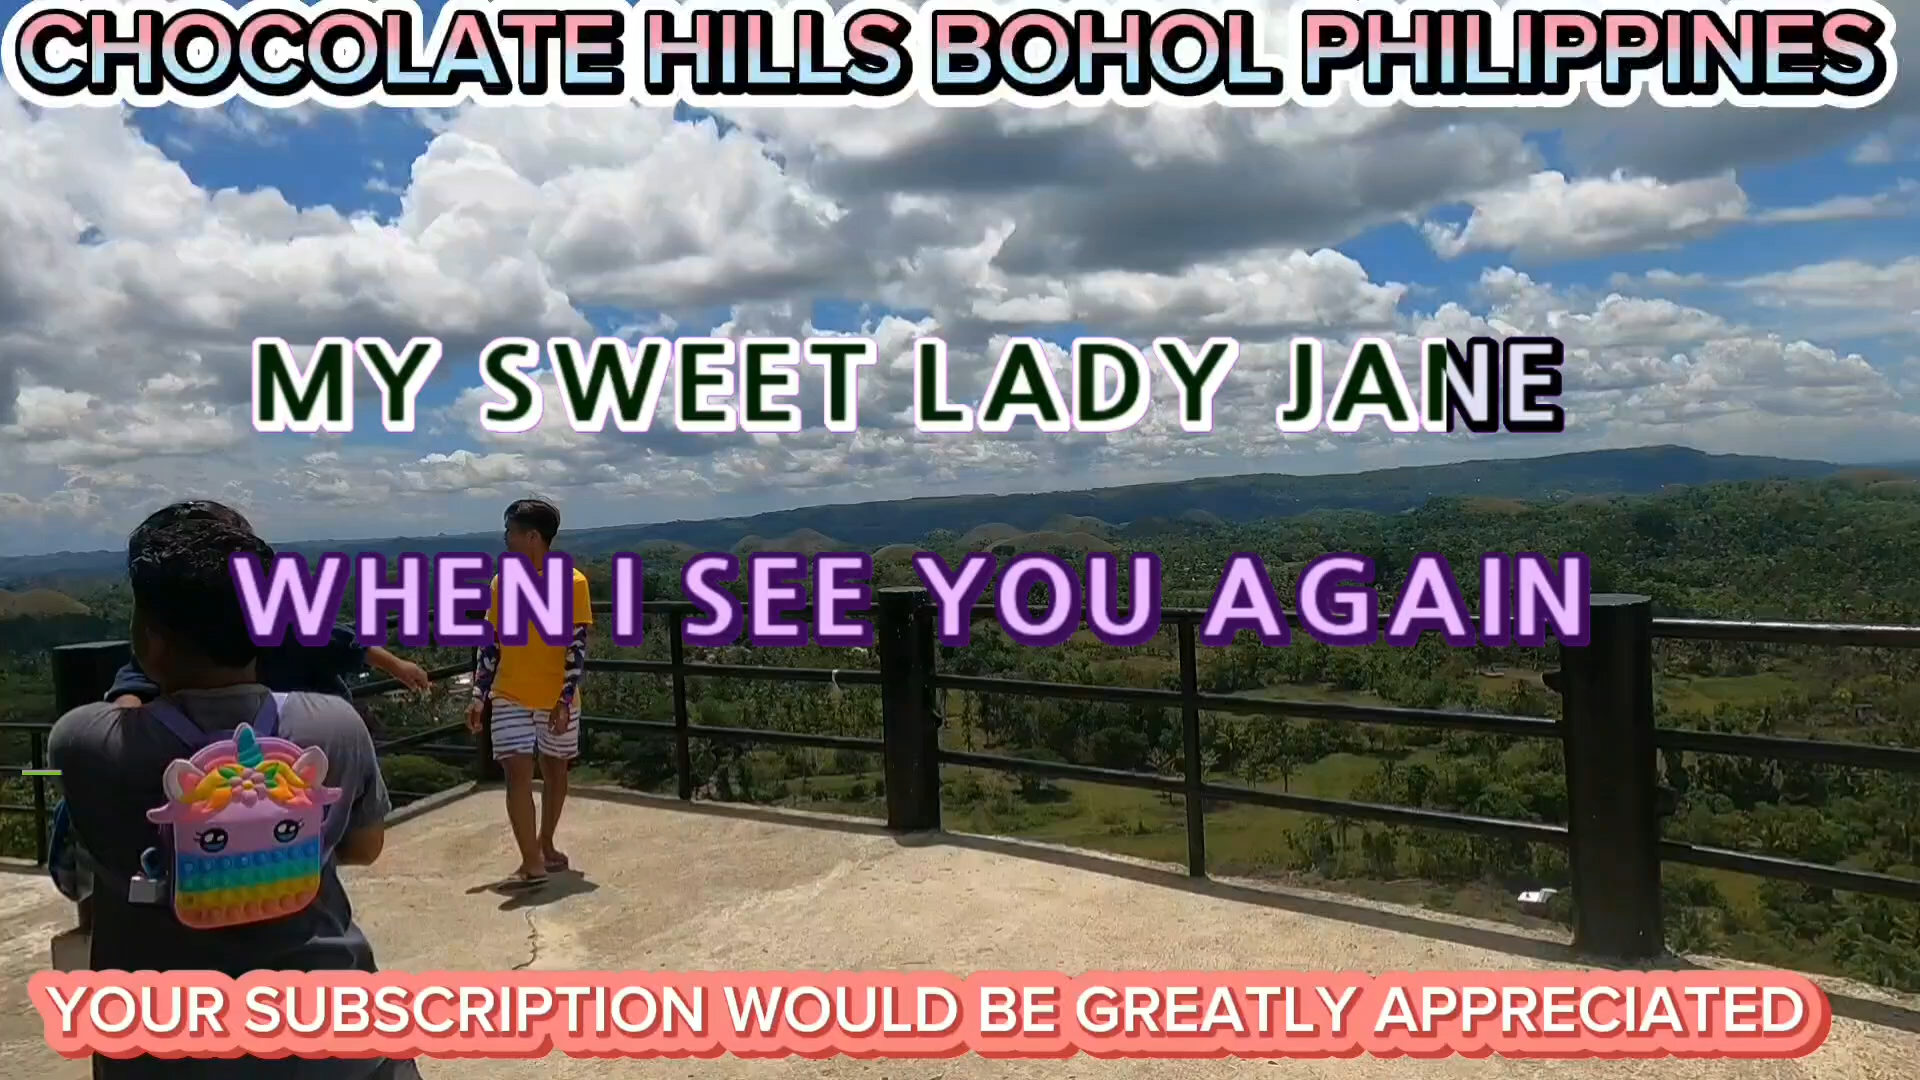 CHOCOLATE HILLS BOHOL PHILIPPINES
MY SWEET LADY JANE
WHEN I SEE YOU AGAIN
YOUR SUBSCRIPTION WOULD BE GREATLY APPRECIATED